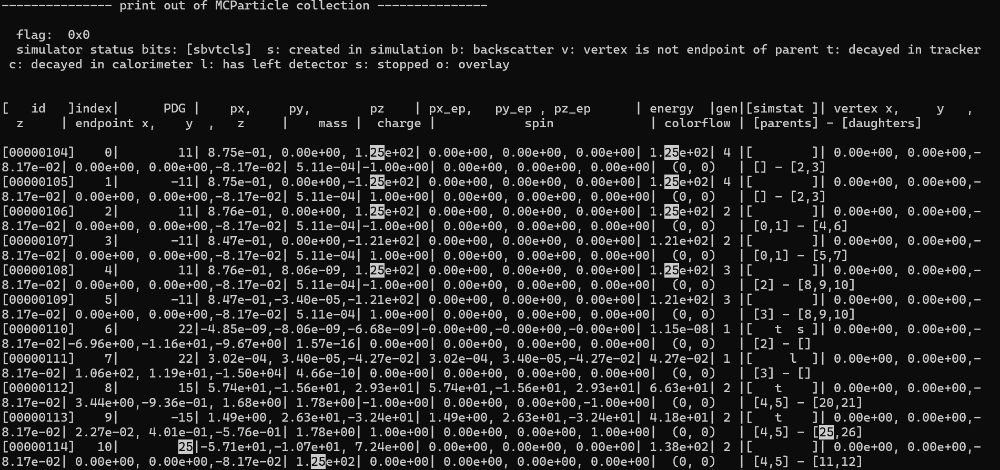 --------------- print out of MCParticle collection ---------------
flag:  0x0
simulator status bits: [sbvtcls]  s: created in simulation b: backscatter v: vertex is not endpoint of parent t: decayed in tracker
c: decayed in calorimeter l: has left detector s: stopped o: overlay
[   id   ]index|      PDG |    px,     py,        pz    | px_ep,   py_ep , pz_ep      | energy  |gen|[simstat ]| vertex x,     y   ,
z     | endpoint x,    y  ,   z     |    mass |  charge |            spin             | colorflow | [parents] - [daughters]
[00000104]    0|        11| 8.75e-01, 0.00e+00, 1.25e+02| 0.00e+00, 0.00e+00, 0.00e+00| 1.25e+02| 4 |[        ]| 0.00e+00, 0.00e+00,-
8.17e-02| 0.00e+00, 0.00e+00,-8.17e-02| 5.11e-04|-1.00e+00| 0.00e+00, 0.00e+00, 0.00e+00|  (0, 0)   | [] - [2,3]
[00000105]    1|       -11| 8.75e-01, 0.00e+00,-1.25e+02| 0.00e+00, 0.00e+00, 0.00e+00| 1.25e+02| 4 |[        ]| 0.00e+00, 0.00e+00,-
8.17e-02| 0.00e+00, 0.00e+00,-8.17e-02| 5.11e-04| 1.00e+00| 0.00e+00, 0.00e+00, 0.00e+00|  (0, 0)   | [] - [2,3]
[00000106]    2|        11| 8.76e-01, 0.00e+00, 1.25e+02| 0.00e+00, 0.00e+00, 0.00e+00| 1.25e+02| 2 |[        ]| 0.00e+00, 0.00e+00,-
8.17e-02| 0.00e+00, 0.00e+00,-8.17e-02| 5.11e-04|-1.00e+00| 0.00e+00, 0.00e+00, 0.00e+00|  (0, 0)   | [0,1] - [4,6]
[00000107]    3|       -11| 8.47e-01, 0.00e+00,-1.21e+02| 0.00e+00, 0.00e+00, 0.00e+00| 1.21e+02| 2 |[        ]| 0.00e+00, 0.00e+00,-
8.17e-02| 0.00e+00, 0.00e+00,-8.17e-02| 5.11e-04| 1.00e+00| 0.00e+00, 0.00e+00, 0.00e+00|  (0, 0)   | [0,1] - [5,7]
[00000108]    4|        11| 8.76e-01, 8.06e-09, 1.25e+02| 0.00e+00, 0.00e+00, 0.00e+00| 1.25e+02| 3 |[        ]| 0.00e+00, 0.00e+00,-
8.17e-02| 0.00e+00, 0.00e+00,-8.17e-02| 5.11e-04|-1.00e+00| 0.00e+00, 0.00e+00, 0.00e+00|  (0, 0)   | [2] - [8,9,10]
[00000109]    5|       -11| 8.47e-01,-3.40e-05,-1.21e+02| 0.00e+00, 0.00e+00, 0.00e+00| 1.21e+02| 3 |[        ]| 0.00e+00, 0.00e+00,-
8.17e-02| 0.00e+00, 0.00e+00,-8.17e-02| 5.11e-04| 1.00e+00| 0.00e+00, 0.00e+00, 0.00e+00|  (0, 0)   | [3] - [8,9,10]
[00000110]    6|        22|-4.85e-09,-8.06e-09,-6.68e-09|-0.00e+00,-0.00e+00,-0.00e+00| 1.15e-08| 1 |[   t  s ]| 0.00e+00, 0.00e+00,-
8.17e-02|-6.96e+00,-1.16e+01,-9.67e+00| 1.57e-16| 0.00e+00| 0.00e+00, 0.00e+00, 0.00e+00|  (0, 0)   | [2] - []
[00000111]    7|        22| 3.02e-04, 3.40e-05,-4.27e-02| 3.02e-04, 3.40e-05,-4.27e-02| 4.27e-02| 1 |[     l  ]| 0.00e+00, 0.00e+00,-
8.17e-02| 1.06e+02, 1.19e+01,-1.50e+04| 4.66e-10| 0.00e+00| 0.00e+00, 0.00e+00, 0.00e+00|  (0, 0)   | [3] - []
[00000112]    8|        15| 5.74e+01,-1.56e+01, 2.93e+01| 5.74e+01,-1.56e+01, 2.93e+01| 6.63e+01| 2 |[   t    ]| 0.00e+00, 0.00e+00,-
8.17e-02| 3.44e+00,-9.36e-01, 1.68e+00| 1.78e+00|-1.00e+00| 0.00e+00, 0.00e+00,-1.00e+00|  (0, 0)   | [4,5] - [20,21]
[00000113]    9|       -15| 1.49e+00, 2.63e+01,-3.24e+01| 1.49e+00, 2.63e+01,-3.24e+01| 4.18e+01| 2 |[   t    ]| 0.00e+00, 0.00e+00,-
8.17e-02| 2.27e-02, 4.01e-01,-5.76e-01| 1.78e+00| 1.00e+00| 0.00e+00, 0.00e+00, 1.00e+00|  (0, 0)   | [4,5] - [25,26]
[00000114]   10|        25|-5.71e+01,-1.07e+01, 7.24e+00| 0.00e+00, 0.00e+00, 0.00e+00| 1.38e+02| 2 |[        ]| 0.00e+00, 0.00e+00,-
8.17e-02| 0.00e+00, 0.00e+00,-8.17e-02| 1.25e+02| 0.00e+00| 0.00e+00, 0.00e+00, 0.00e+00|  (0, 0)   | [4,5] - [11,12]